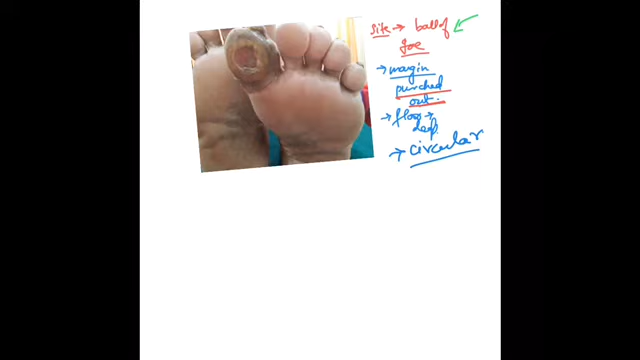 site → ball of
toe
→ margin
punched
out.
→ floor →
deep
→ circular